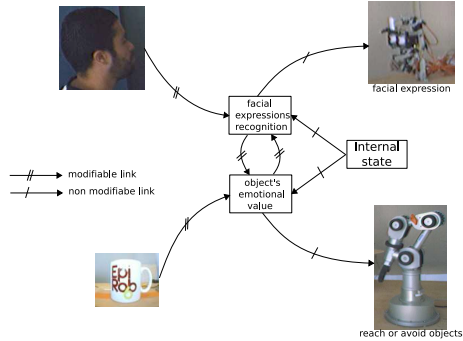 facial expression
facial
expressions
recognition
Internal
state
modifiable link
non modifiabe link
object's
emotional
value
Epi
Rob
reach or avoid objects